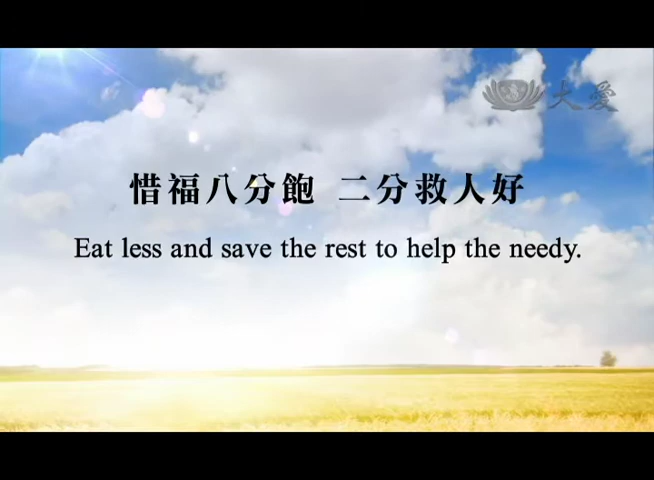 大愛
惜福八分飽 二分救人好
Eat less and save the rest to help the needy.